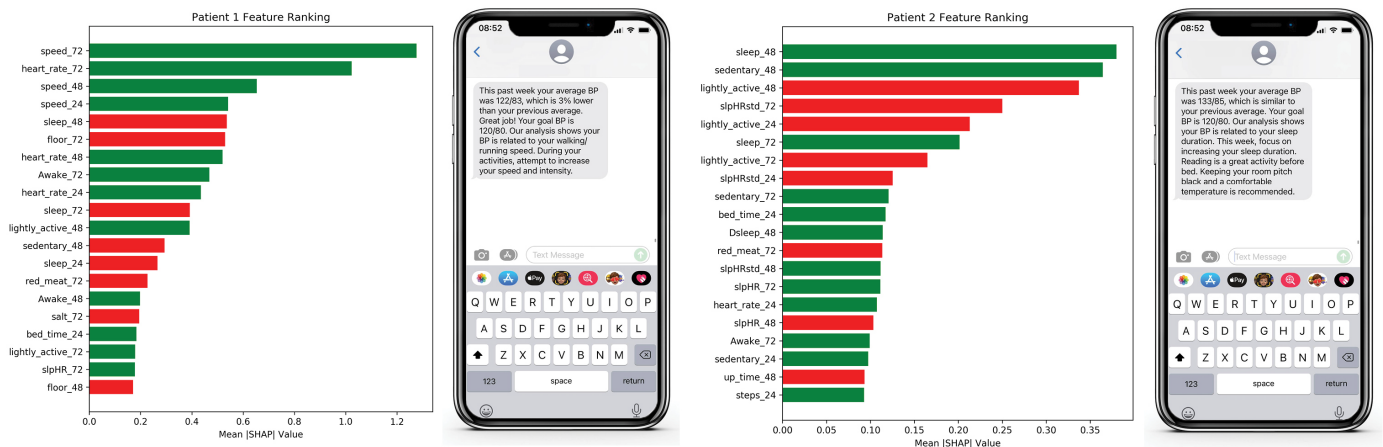 Patient 1 Feature Ranking
speed_72
heart_rate_72
speed_48
speed_24
sleep_48
floor_72
heart_rate_48
Awake_72
heart_rate_24
sleep_72
lightly_active_48
sedentary_48
sleep_24
red_meat_72
Awake_48
salt_72
bed_time_24
lightly_active_72
slpHR_72
floor_48
0.0 0.2 0.4 0.6 0.8 1.0 1.2
Mean |SHAP| Value
08:52
This past week your average BP
was 122/83, which is 3% lower
than your previous average.
Great job! Your goal BP is
120/80. Our analysis shows your
BP is related to your walking/
running speed. During your
activities, attempt to increase
your speed and intensity.
Text Message
Pay
Q W E R T Y U I O P
A S D F G H J K L
Z X C V B N M
123 space return
Patient 2 Feature Ranking
sleep_48
sedentary_48
lightly_active_48
slpHRstd_72
lightly_active_24
sleep_72
lightly_active_72
slpHRstd_24
sedentary_72
bed_time_24
Dsleep_48
red_meat_72
slpHRstd_48
slpHR_72
heart_rate_24
slpHR_48
Awake_72
sedentary_24
up_time_48
steps_24
0.00 0.05 0.10 0.15 0.20 0.25 0.30 0.35
Mean |SHAP| Value
08:52
This past week your average BP
was 133/85, which is similar to
your previous average. Your goal
BP is 120/80. Our analysis shows
your BP is related to your sleep
duration. This week, focus on
increasing your sleep duration.
Reading is a great activity before
bed. Keeping your room pitch
black and a comfortable
temperature is recommended.
Text Message
Pay
Q W E R T Y U I O P
A S D F G H J K L
Z X C V B N M
123 space return